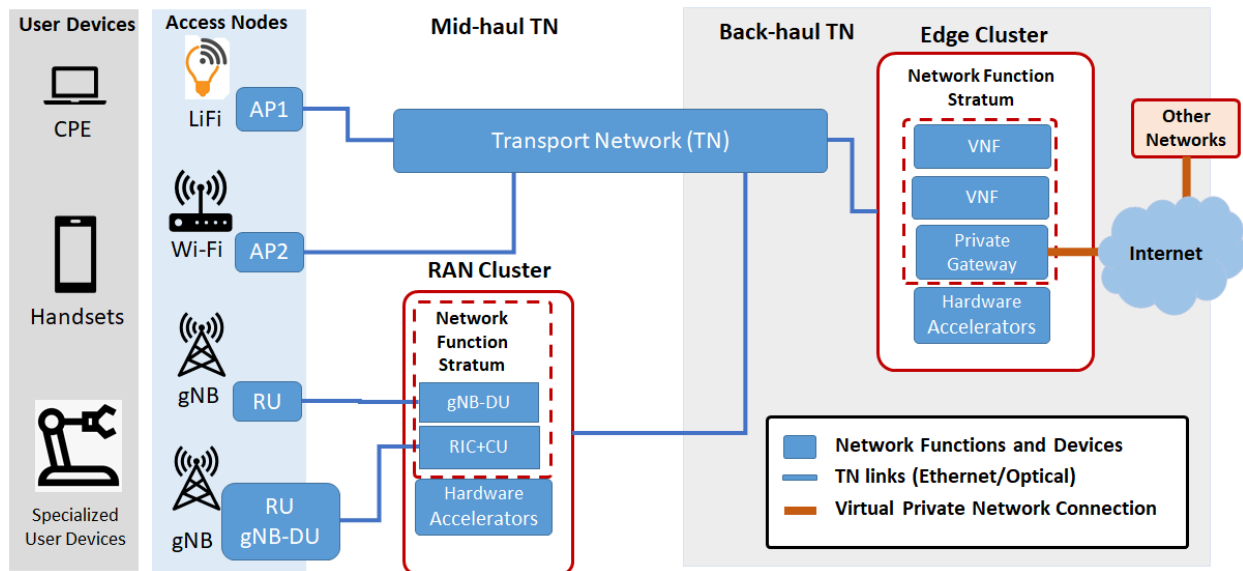 User Devices
CPE
Handsets
Specialized
User Devices
Access Nodes
LiFi
AP1
Wi-Fi
AP2
gNB
RU
gNB
RU
gNB-DU
Mid-haul TN
Transport Network (TN)
RAN Cluster
Network
Function
Stratum
gNB-DU
RIC+CU
Hardware
Accelerators
Back-haul TN
Edge Cluster
Network Function
Stratum
VNF
VNF
Private
Gateway
Hardware
Accelerators
Other
Networks
Internet
Network Functions and Devices
TN links (Ethernet/Optical)
Virtual Private Network Connection